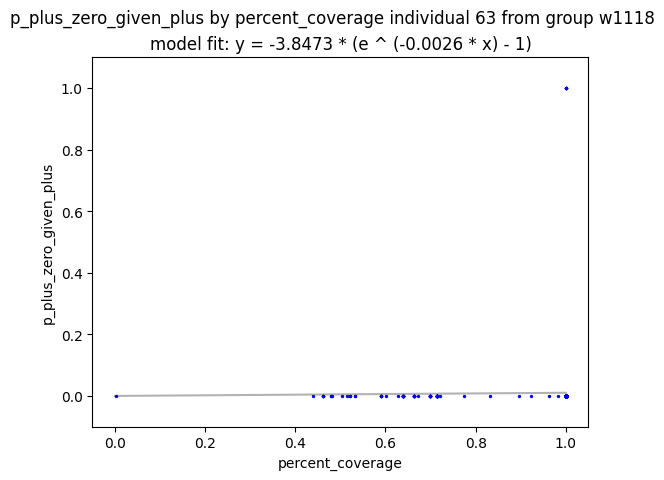 p_plus_zero_given_plus by percent_coverage individual 63 from group w1118
model fit: y = -3.8473 * (e ^ (-0.0026 * x) - 1)
1.0
0.8
0.6
0.4
0.2
0.0
p_plus_zero_given_plus
0.0 0.2 0.4 0.6 0.8 1.0
percent_coverage